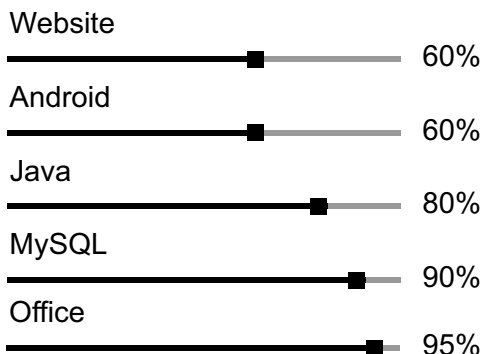 Website
60%
Android
60%
Java
80%
MySQL
90%
Office
95%